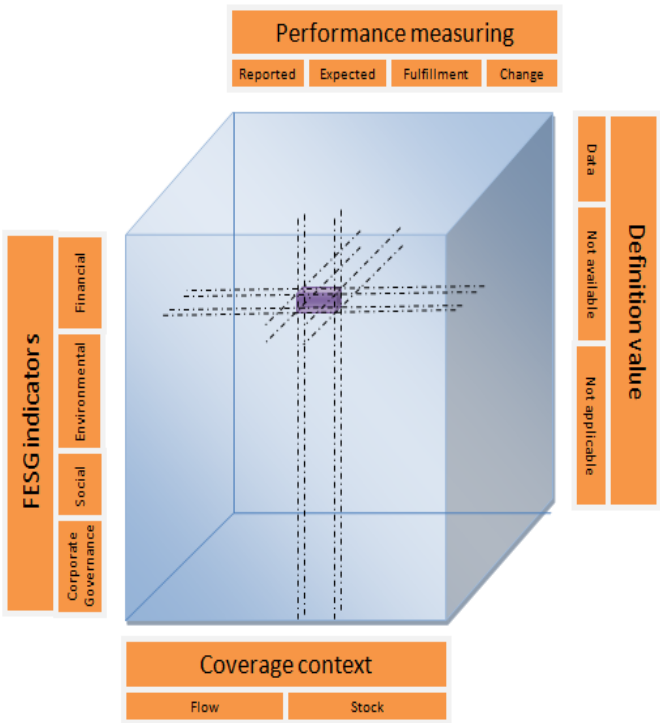 Performance measuring
Reported Expected Fulfillment Change
FESG indicators
Financial
Environmental
Social
Corporate
Governance
Data
Not available
Not applicable
Definition value
Coverage context
Flow Stock